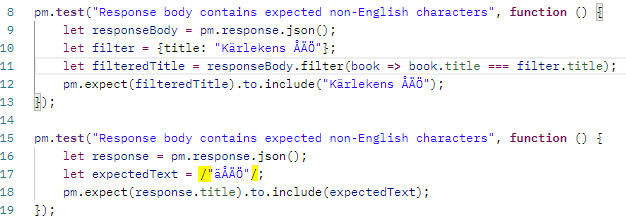 8 pm.test("Response body contains expected non-English characters", function () {
9 let responseBody = pm.response.json();
10 let filter = {title: "Kärlekens ÅÄÖ"};
11 let filteredTitle = responseBody.filter(book => book.title === filter.title);
12 pm.expect(filteredTitle).to.include("Kärlekens ÅÄÖ");
13 });
14
15 pm.test("Response body contains expected non-English characters", function () {
16 let response = pm.response.json();
17 let expectedText = /"äÅÄÖ"/;
18 pm.expect(response.title).to.include(expectedText);
19 });